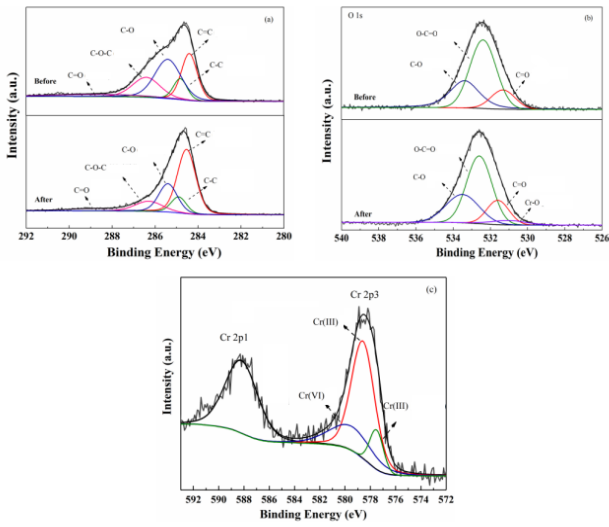 (a)
C=C
C-O
C-O-C
C-C
C=O
Before
C=C
C-O
C-O-C
C-C
C=O
After
292 290 288 286 284 282 280
Binding Energy (eV)
Intensity (a.u.)
O 1s
(b)
O-C=O
C-O
C=O
Before
O-C=O
C-O
C=O
Cr-O
After
540 538 536 534 532 530 528 526
Binding Energy (eV)
Intensity (a.u.)
Cr 2p3
(c)
Cr(III)
Cr 2p1
Cr(VI)
Cr(III)
592 590 588 586 584 582 580 578 576 574 572
Binding Energy (eV)
Intensity (a.u.)